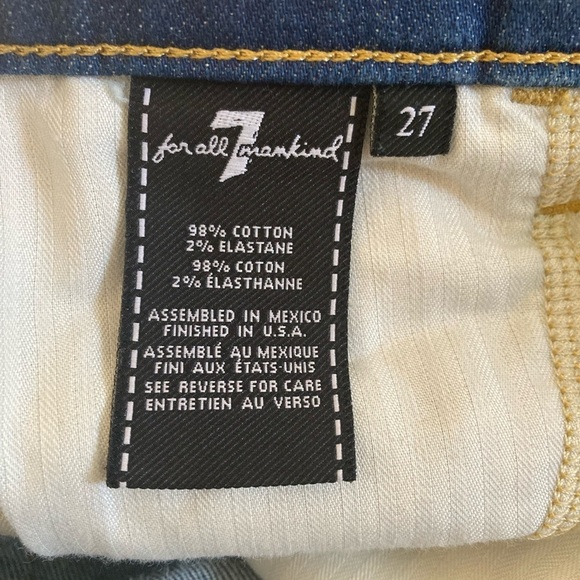 7
for all mankind
27
98% COTTON
2% ELASTANE
98% COTON
2% ÉLASTHANNE
ASSEMBLED IN MEXICO
FINISHED IN U.S.A.
ASSEMBLÉ AU MEXIQUE
FINI AUX ÉTATS-UNIS
SEE REVERSE FOR CARE
ENTRETIEN AU VERSO